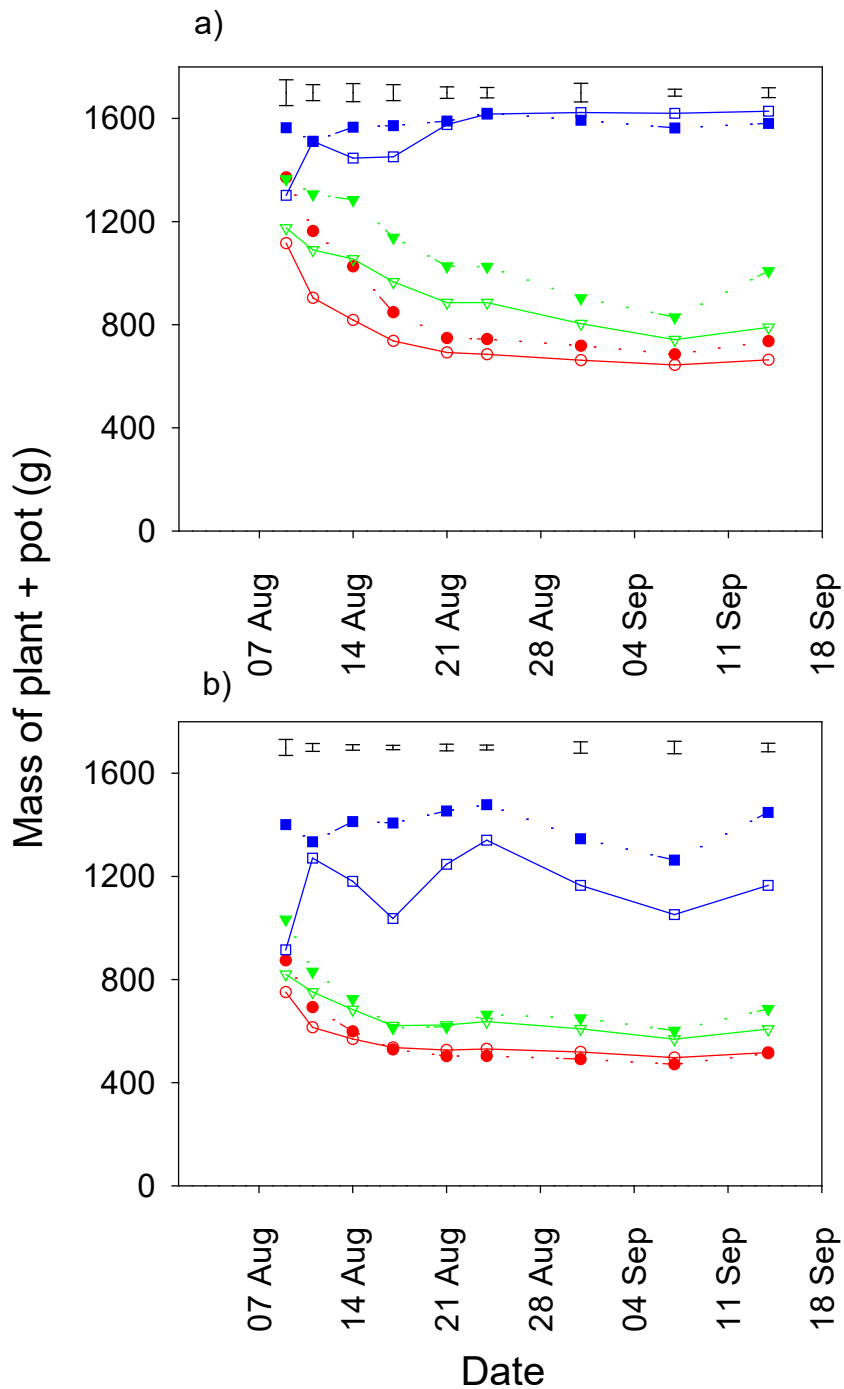 a)
1600
1200
800
400
0
07 Aug
14 Aug
21 Aug
28 Aug
04 Sep
11 Sep
18 Sep
Mass of plant + pot (g)
b)
1600
1200
800
400
0
07 Aug
14 Aug
21 Aug
28 Aug
04 Sep
11 Sep
18 Sep
Date